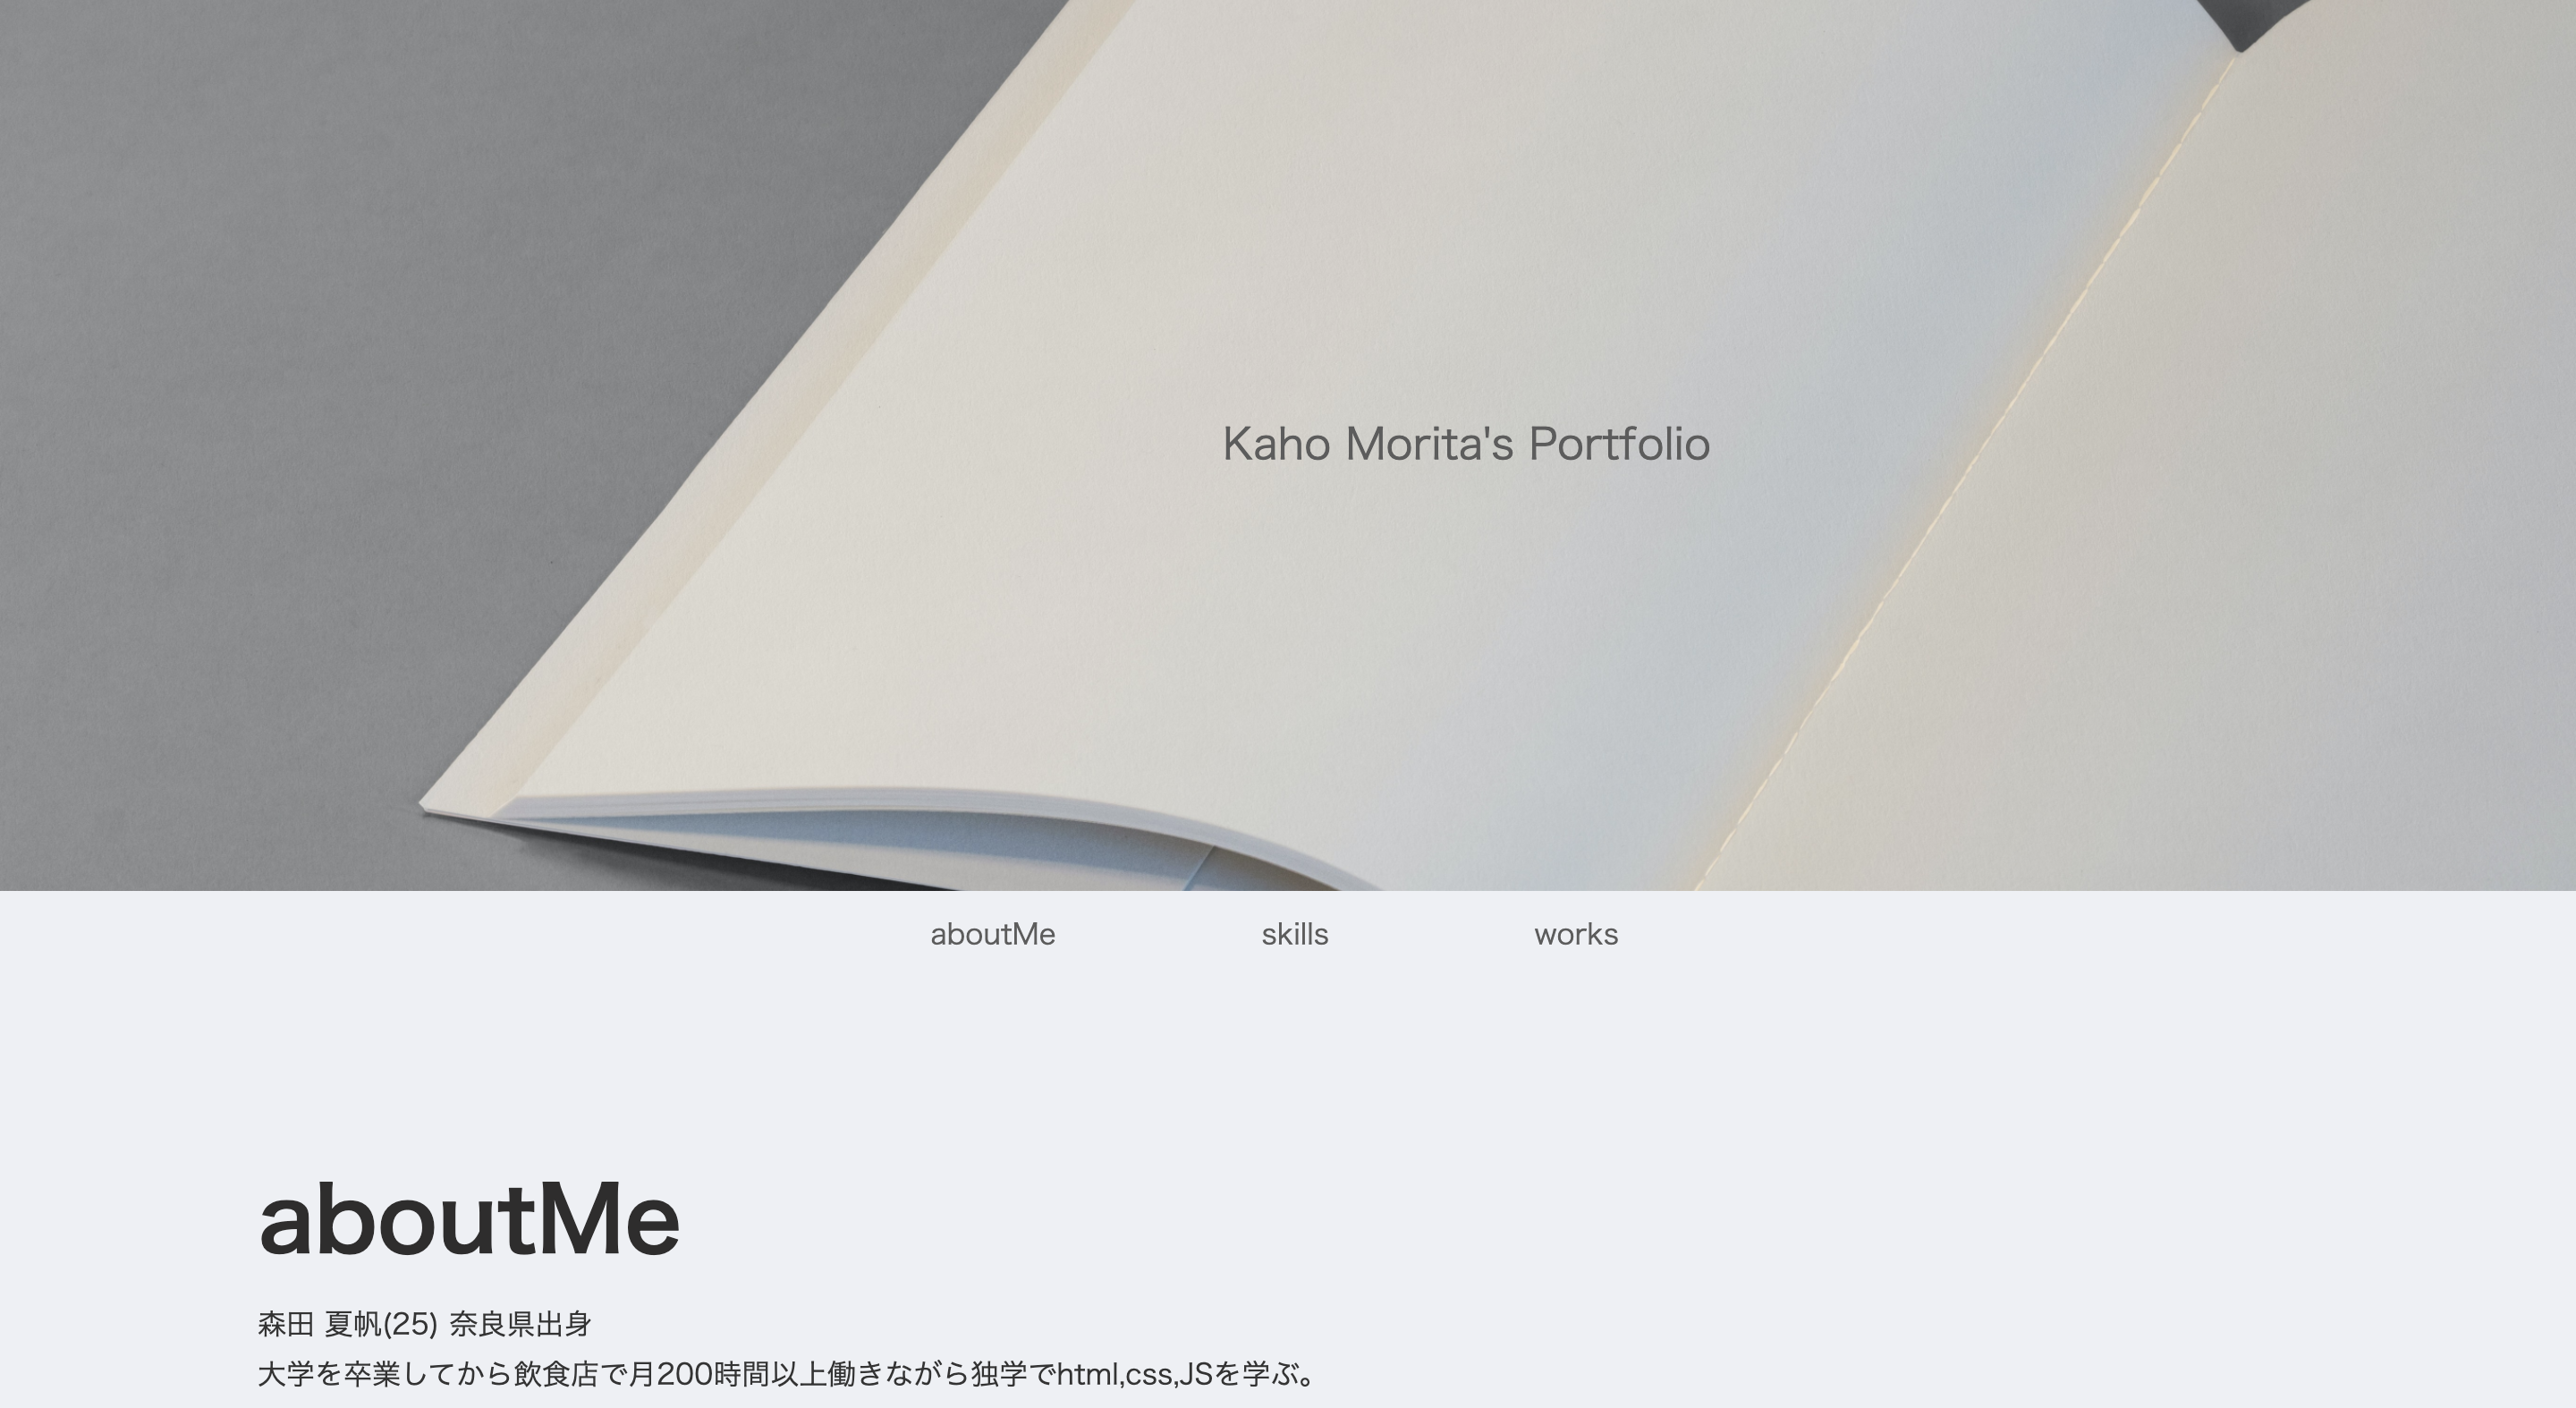 Kaho Morita's Portfolio
aboutMe skills works
aboutMe
森田 夏帆(25) 奈良県出身
大学を卒業してから飲食店で月200時間以上働きながら独学でhtml,css,JSを学ぶ。